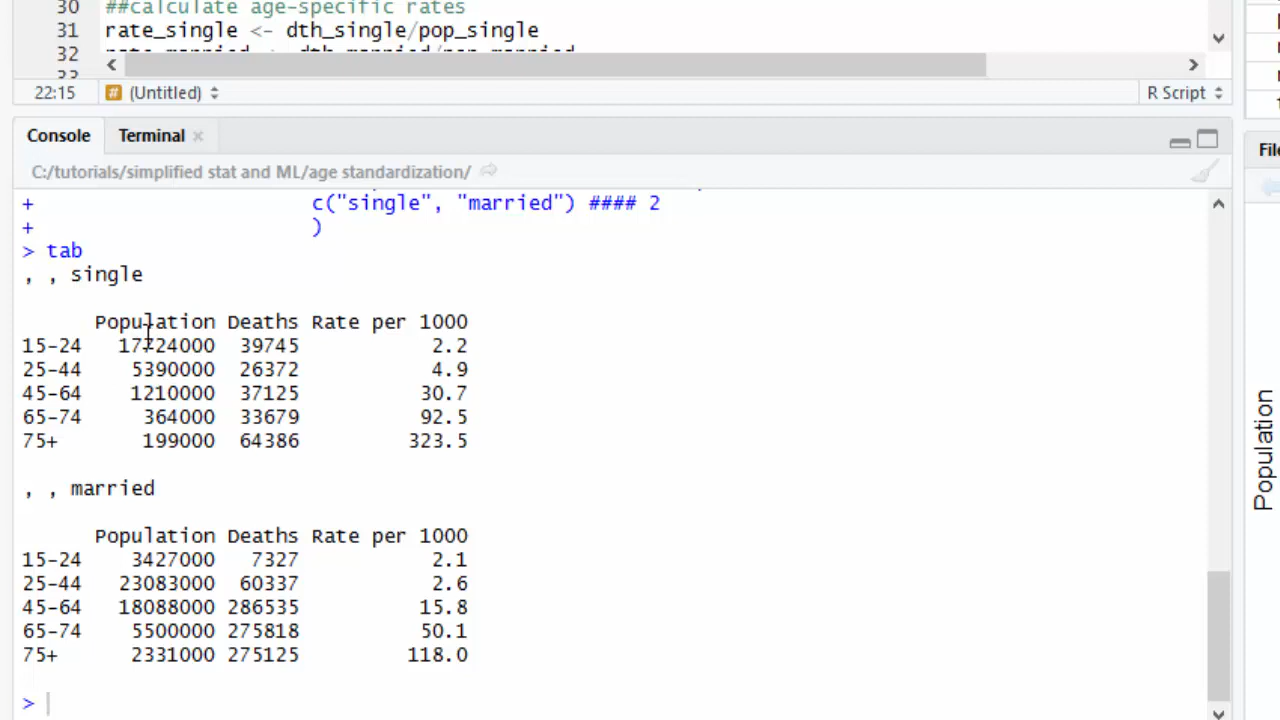 30 ##calculate age-specific rates
31 rate_single <- dth_single/pop_single
32
22:15 # (Untitled) R Script
Console Terminal
C:/tutorials/simplified stat and ML/age standardization/
+ c("single", "married") #### 2
+ )
> tab
, , single
Population Deaths Rate per 1000
15-24 39745 2.2
25-44 5390000 26372 4.9
45-64 1210000 37125 30.7
65-74 364000 33679 92.5
75+ 199000 64386 323.5
, , married
Population Deaths Rate per 1000
15-24 3427000 7327 2.1
25-44 23083000 60337 2.6
45-64 18088000 286535 15.8
65-74 5500000 275818 50.1
75+ 2331000 275125 118.0
>
Population